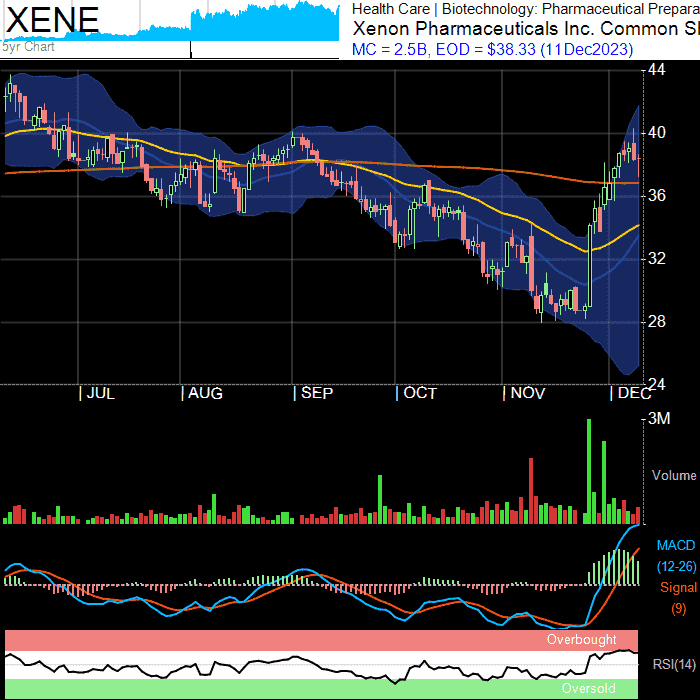 XENE
5yr Chart
Health Care | Biotechnology: Pharmaceutical Prepara
Xenon Pharmaceuticals Inc. Common
MC = 2.5B, EOD = $38.33 (11Dec2023)
44
40
36
32
28
24
| JUL | AUG | SEP | OCT | NOV | DEC
3M
Volume
MACD
(12-26)
Signal
(9)
Overbought
RSI(14)
Oversold